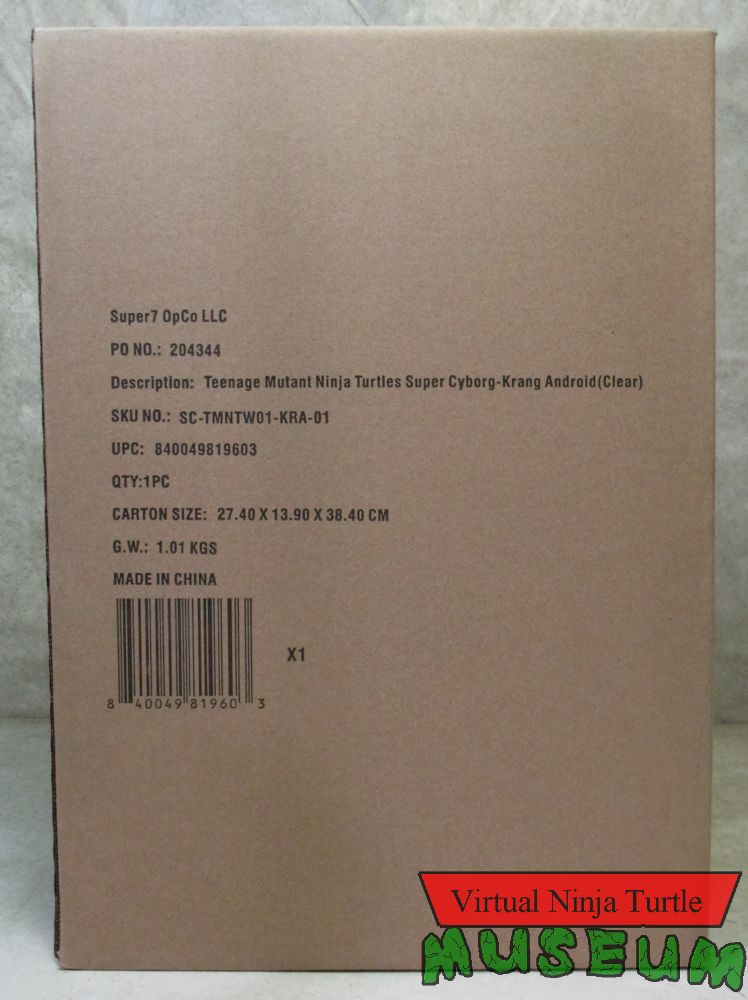 Super7 OpCo LLC
PO NO.: 204344
Description: Teenage Mutant Ninja Turtles Super Cyborg-Krang Android(Clear)
SKU NO.: SC-TMNTW01-KRA-01
UPC: 840049819603
QTY:1PC
CARTON SIZE: 27.40 X 13.90 X 38.40 CM
G.W.: 1.01 KGS
MADE IN CHINA
X1
8 40049 81960 3
Virtual Ninja Turtle
MUSEUM